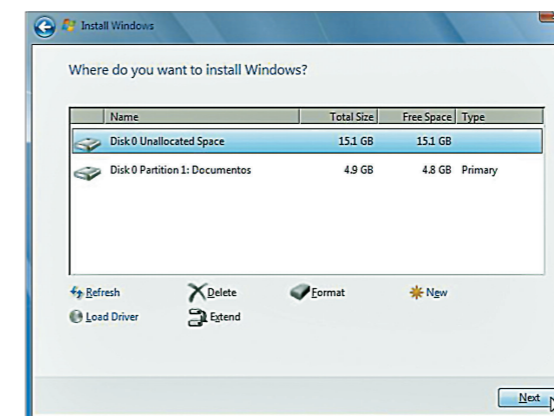 Install Windows
Where do you want to install Windows?
Name Total Size Free Space Type
Disk 0 Unallocated Space 15.1 GB 15.1 GB
Disk 0 Partition 1: Documentos 4.9 GB 4.8 GB Primary
Refresh Delete Format New
Load Driver Extend
Next